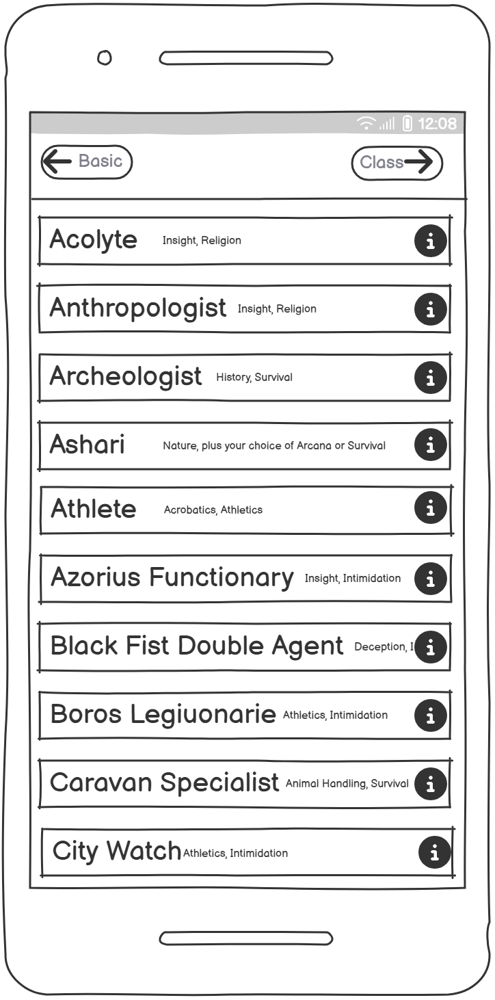 12:08
Basic Class
Acolyte Insight, Religion
Anthropologist Insight, Religion
Archeologist History, Survival
Ashari Nature, plus your choice of Arcana or Survival
Athlete Acrobatics, Athletics
Azorius Functionary Insight, Intimidation
Black Fist Double Agent Deception, I
Boros Legiuonarie Athletics, Intimidation
Caravan Specialist Animal Handling, Survival
City Watch Athletics, Intimidation